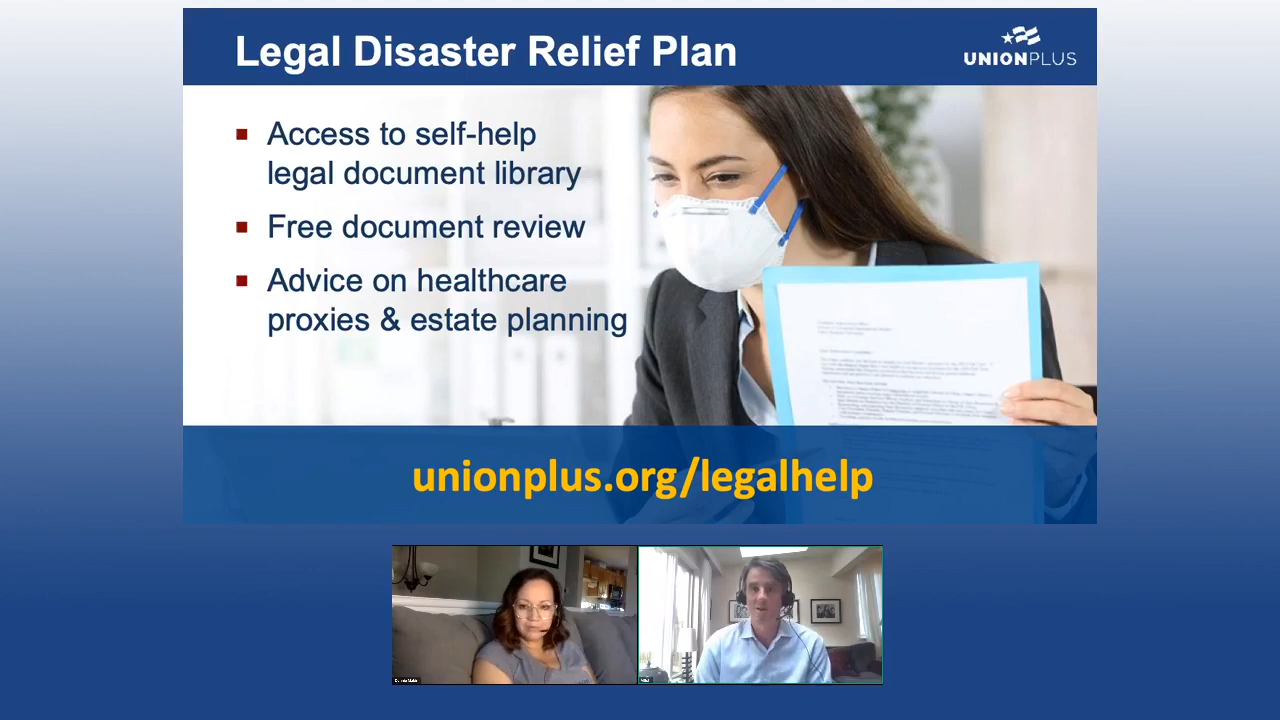 Legal Disaster Relief Plan
UNIONPLUS
Access to self-help
legal document library
Free document review
Advice on healthcare
proxies & estate planning
unionplus.org/legalhelp